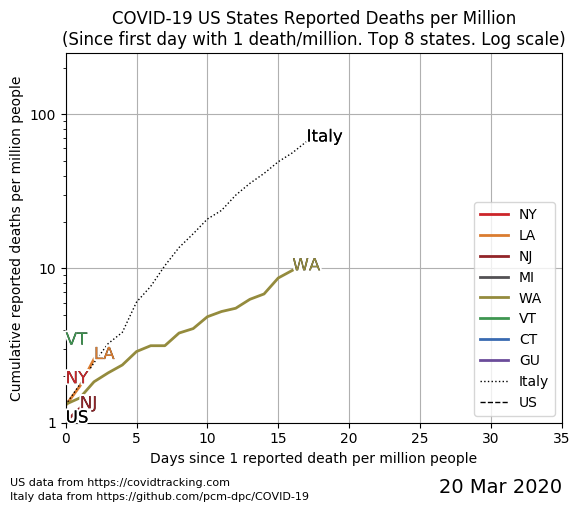 COVID-19 US States Reported Deaths per Million
(Since first day with 1 death/million. Top 8 states. Log scale)
Cumulative reported deaths per million people
100
10
1
Italy
WA
VT
LA
NY
NJ
US
NY
LA
NJ
MI
WA
VT
CT
GU
Italy
US
0 5 10 15 20 25 30 35
Days since 1 reported death per million people
US data from https://covidtracking.com
Italy data from https://github.com/pcm-dpc/COVID-19
20 Mar 2020